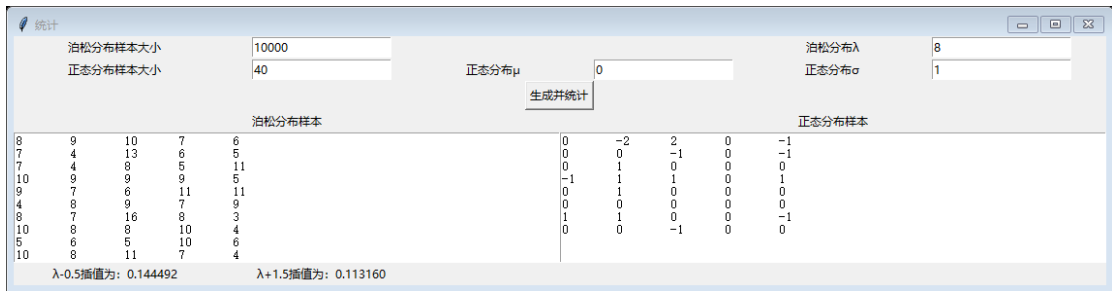 统计
泊松分布样本大小 10000 泊松分布λ 8
正态分布样本大小 40 正态分布μ 0 正态分布σ 1
生成并统计
泊松分布样本 正态分布样本
8 9 10 7 6 0 -2 2 0 -1
7 4 13 6 5 0 0 -1 0 -1
7 4 8 5 11 0 1 0 0 0
10 9 9 9 5 -1 1 1 0 1
9 7 6 11 11 0 1 0 0 0
4 8 9 7 9 0 0 0 0 0
8 7 16 8 3 1 1 0 0 -1
10 8 8 10 4 0 0 -1 0 0
5 6 5 10 6
10 8 11 7 4
λ-0.5插值为：0.144492 λ+1.5插值为：0.113160